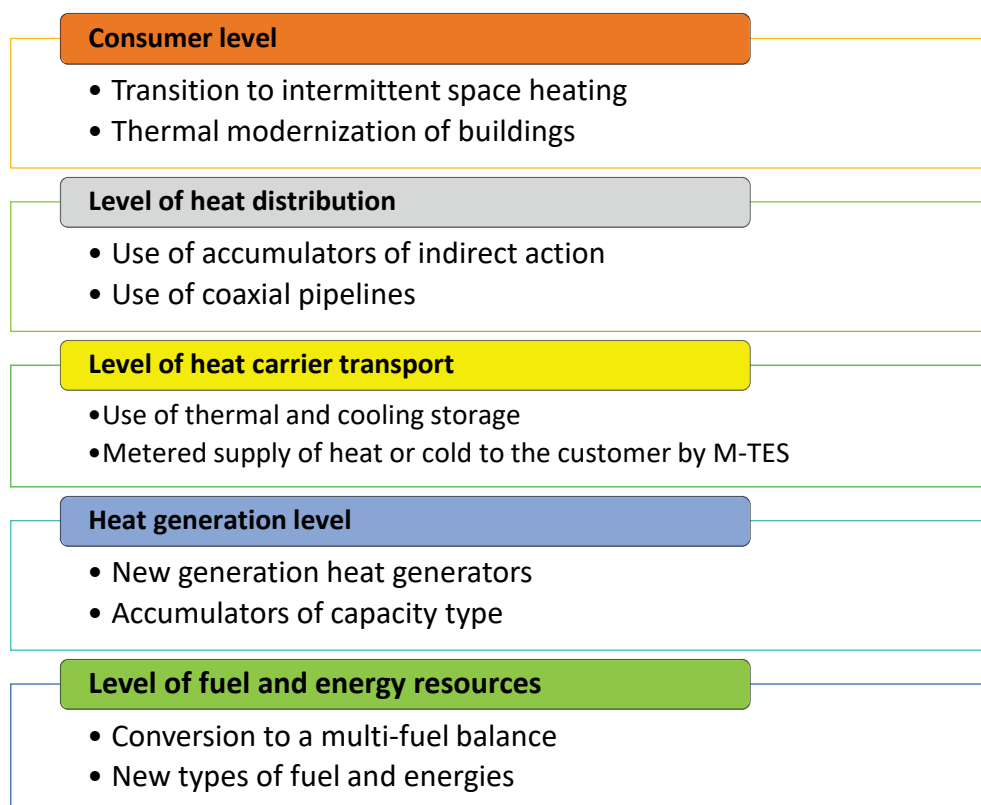 Consumer level
• Transition to intermittent space heating
• Thermal modernization of buildings
Level of heat distribution
• Use of accumulators of indirect action
• Use of coaxial pipelines
Level of heat carrier transport
•Use of thermal and cooling storage
•Metered supply of heat or cold to the customer by M-TES
Heat generation level
• New generation heat generators
• Accumulators of capacity type
Level of fuel and energy resources
• Conversion to a multi-fuel balance
• New types of fuel and energies